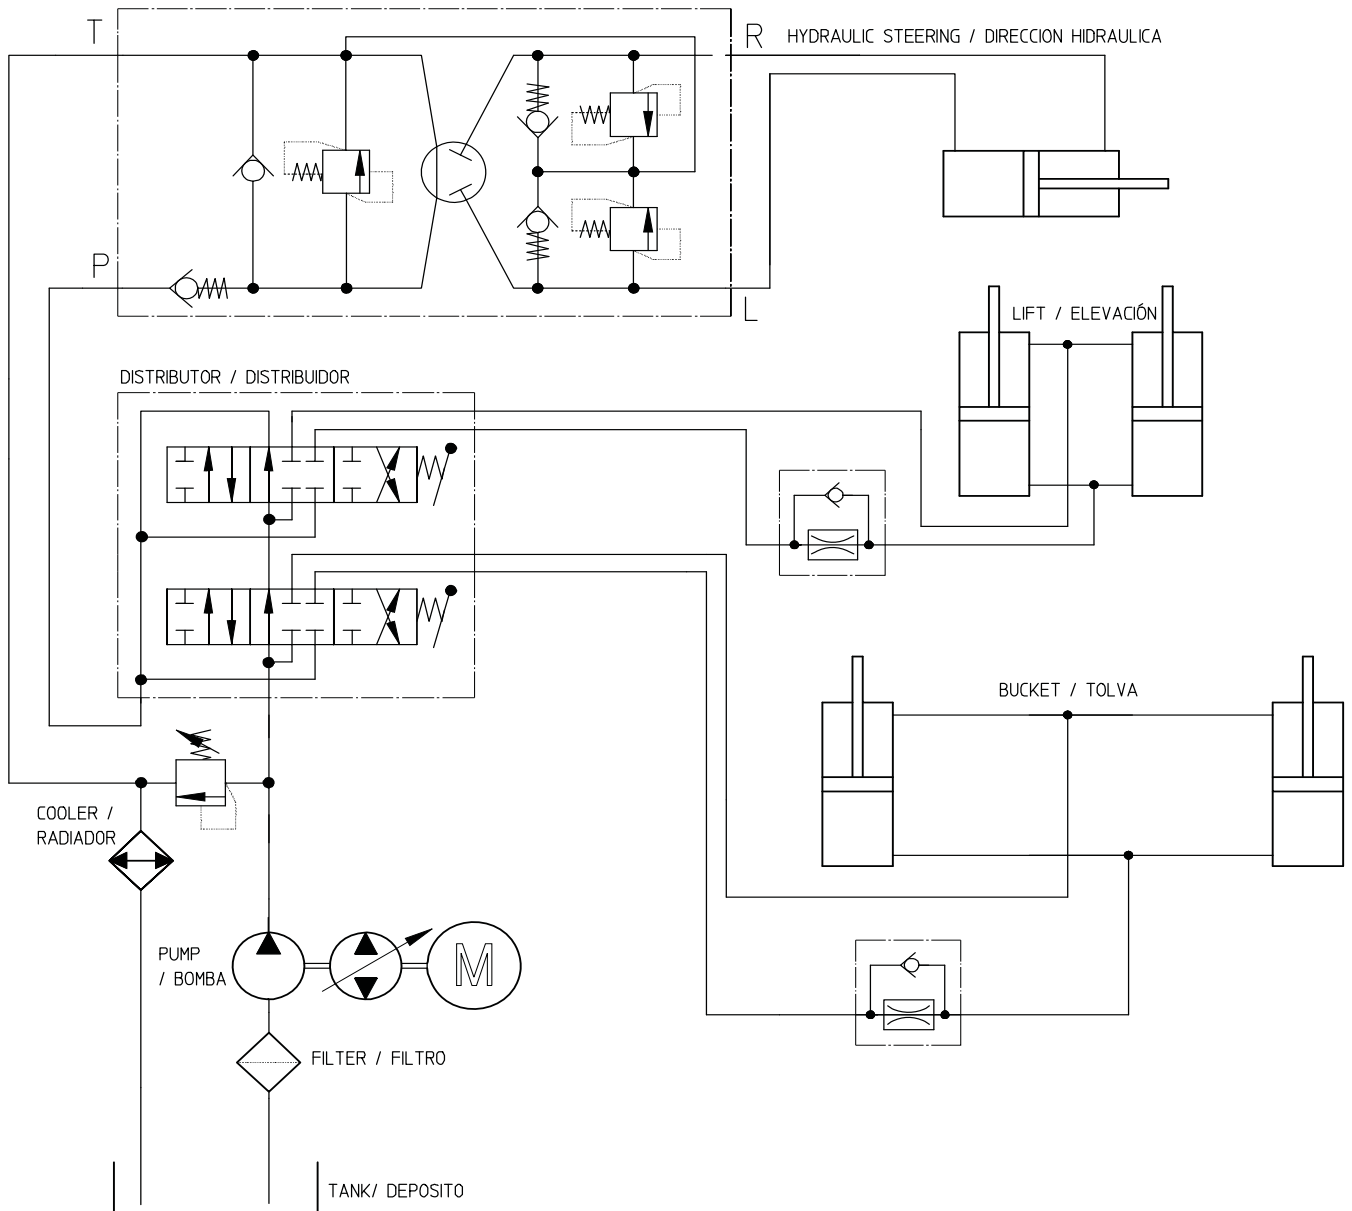 T
R
HYDRAULIC STEERING / DIRECCION HIDRAULICA
P
L
LIFT / ELEVACIÓN
DISTRIBUTOR / DISTRIBUIDOR
BUCKET / TOLVA
COOLER /
RADIADOR
PUMP
/ BOMBA
M
FILTER / FILTRO
TANK/ DEPOSITO